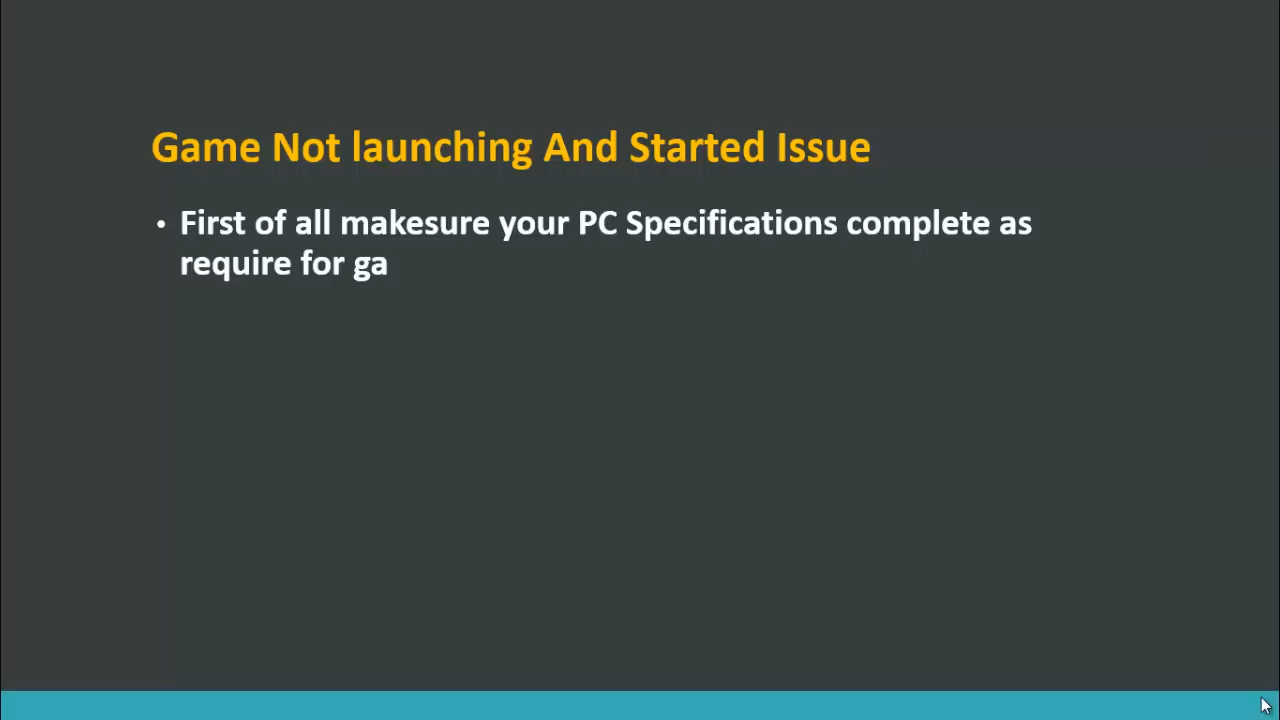 Game Not launching And Started Issue
• First of all makesure your PC Specifications complete as
require for ga